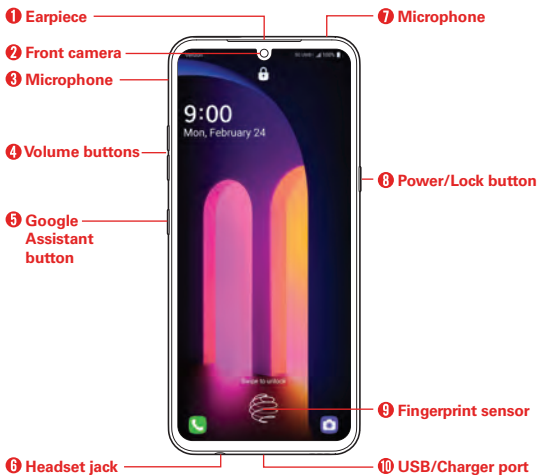 1 Earpiece
2 Front camera
3 Microphone
4 Volume buttons
5 Google
Assistant
button
6 Headset jack
7 Microphone
8 Power/Lock button
9 Fingerprint sensor
10 USB/Charger port
100%
9:00
Mon, February 24
Swipe to unlock